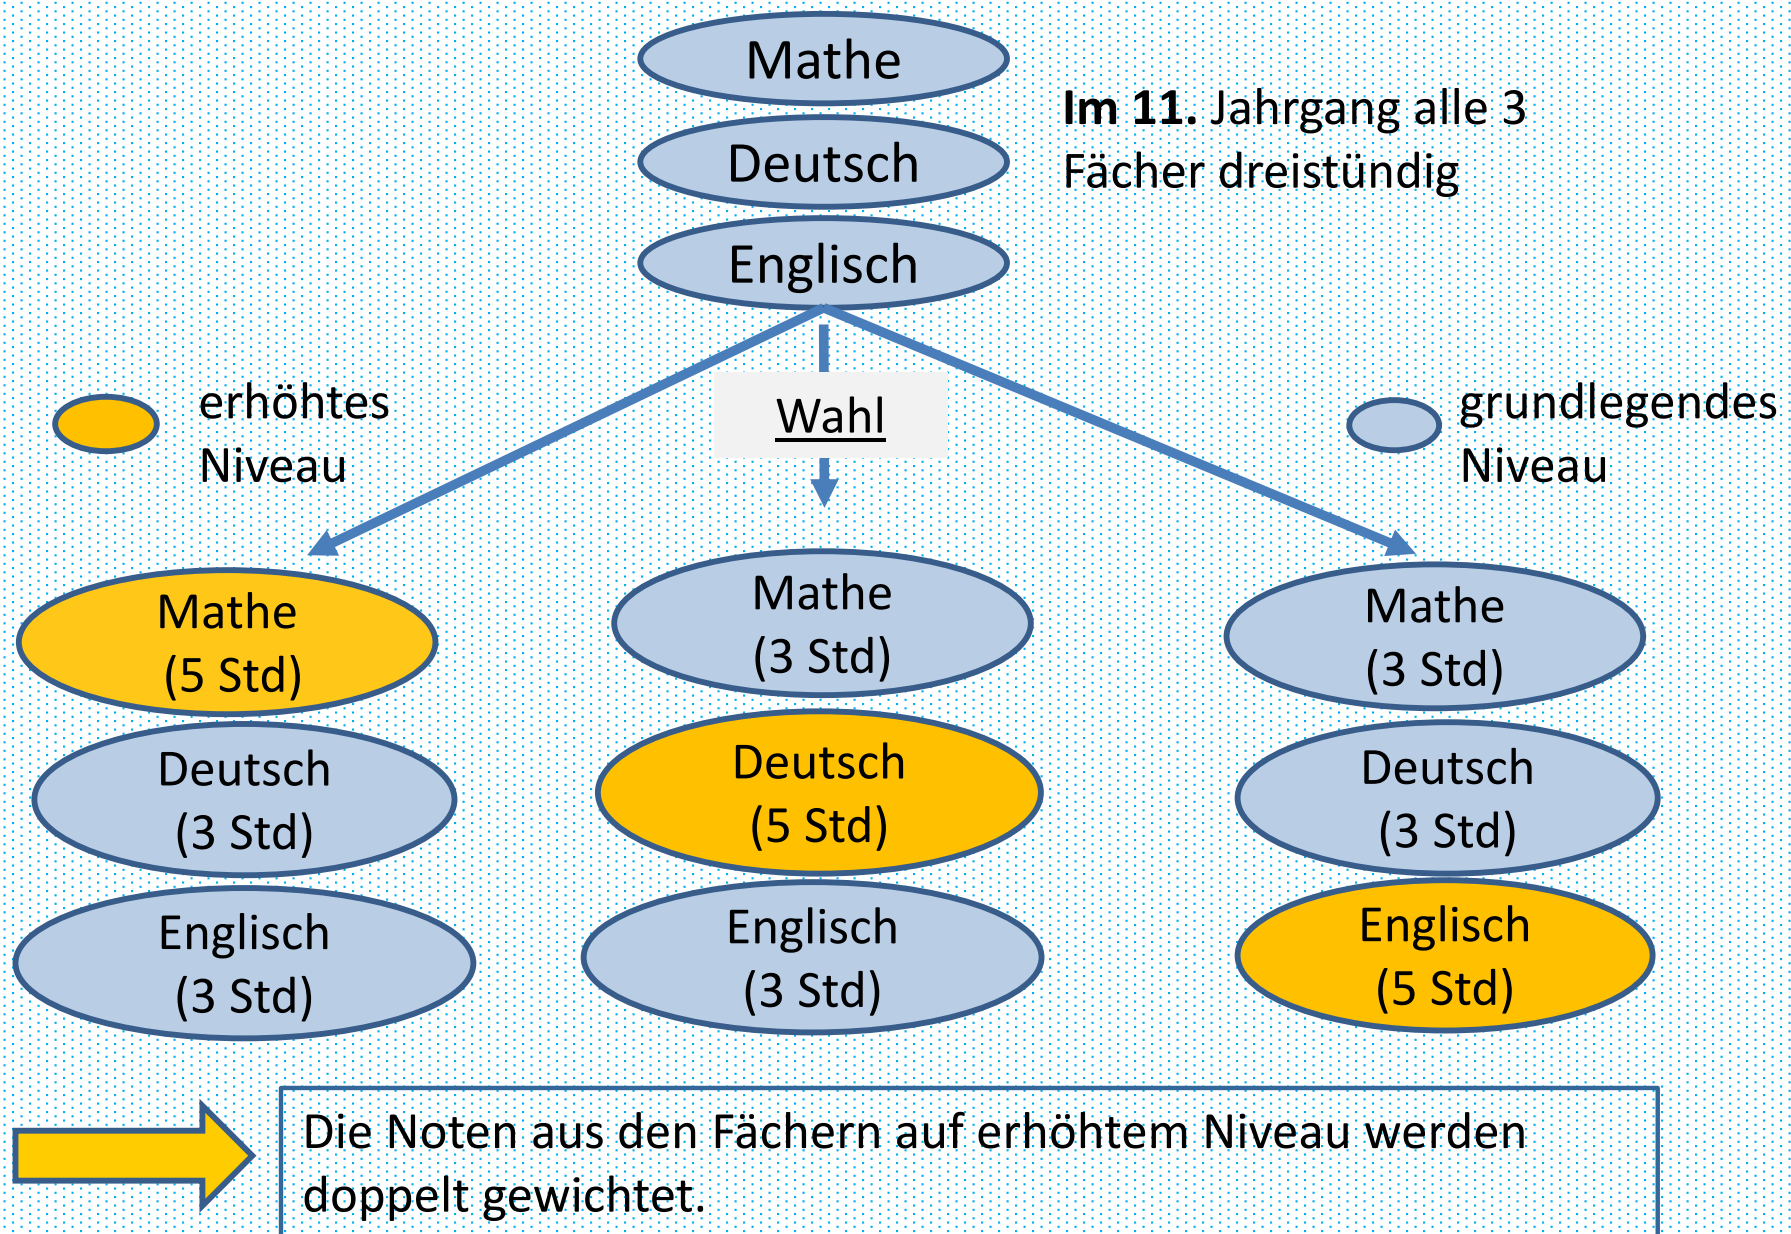 Mathe
Deutsch
Englisch
Im 11. Jahrgang alle 3
Fächer dreistündig
erhöhtes
Niveau
Wahl
grundlegendes
Niveau
Mathe
(5 Std)
Deutsch
(3 Std)
Englisch
(3 Std)
Mathe
(3 Std)
Deutsch
(5 Std)
Englisch
(3 Std)
Mathe
(3 Std)
Deutsch
(3 Std)
Englisch
(5 Std)
Die Noten aus den Fächern auf erhöhtem Niveau werden
doppelt gewichtet.